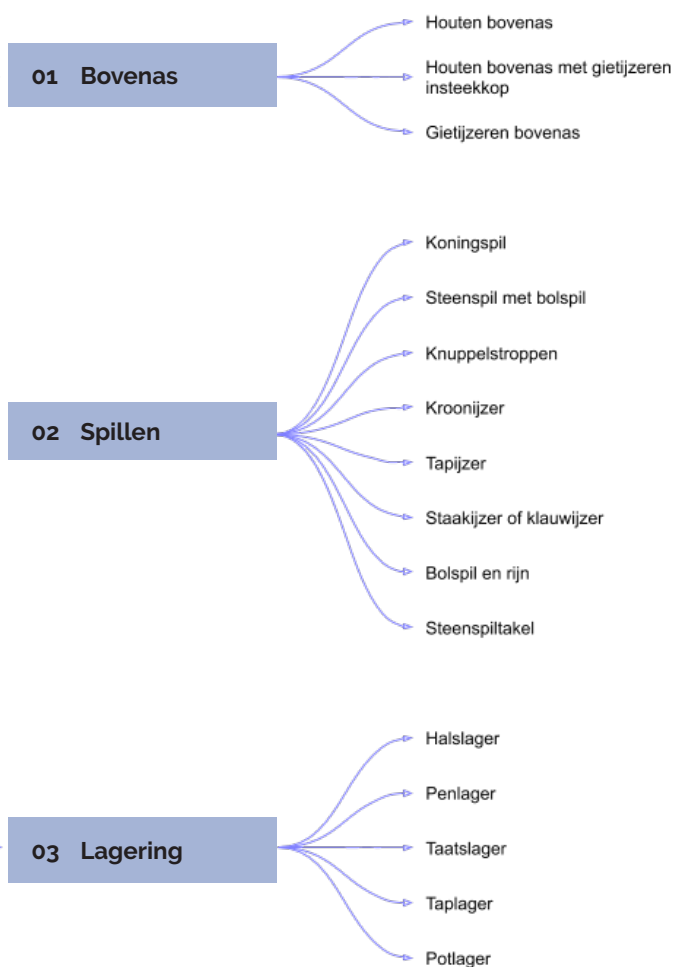 01 Bovenas
Houten bovenas
Houten bovenas met gietijzeren
insteekkop
Gietijzeren bovenas
02 Spillen
Koningspil
Steenspil met bolspil
Knuppelstroppen
Kroonijzer
Tapijzer
Staakijzer of klauwijzer
Bolspil en rijn
Steenspiltakel
03 Lagering
Halslager
Penlager
Taatslager
Taplager
Potlager